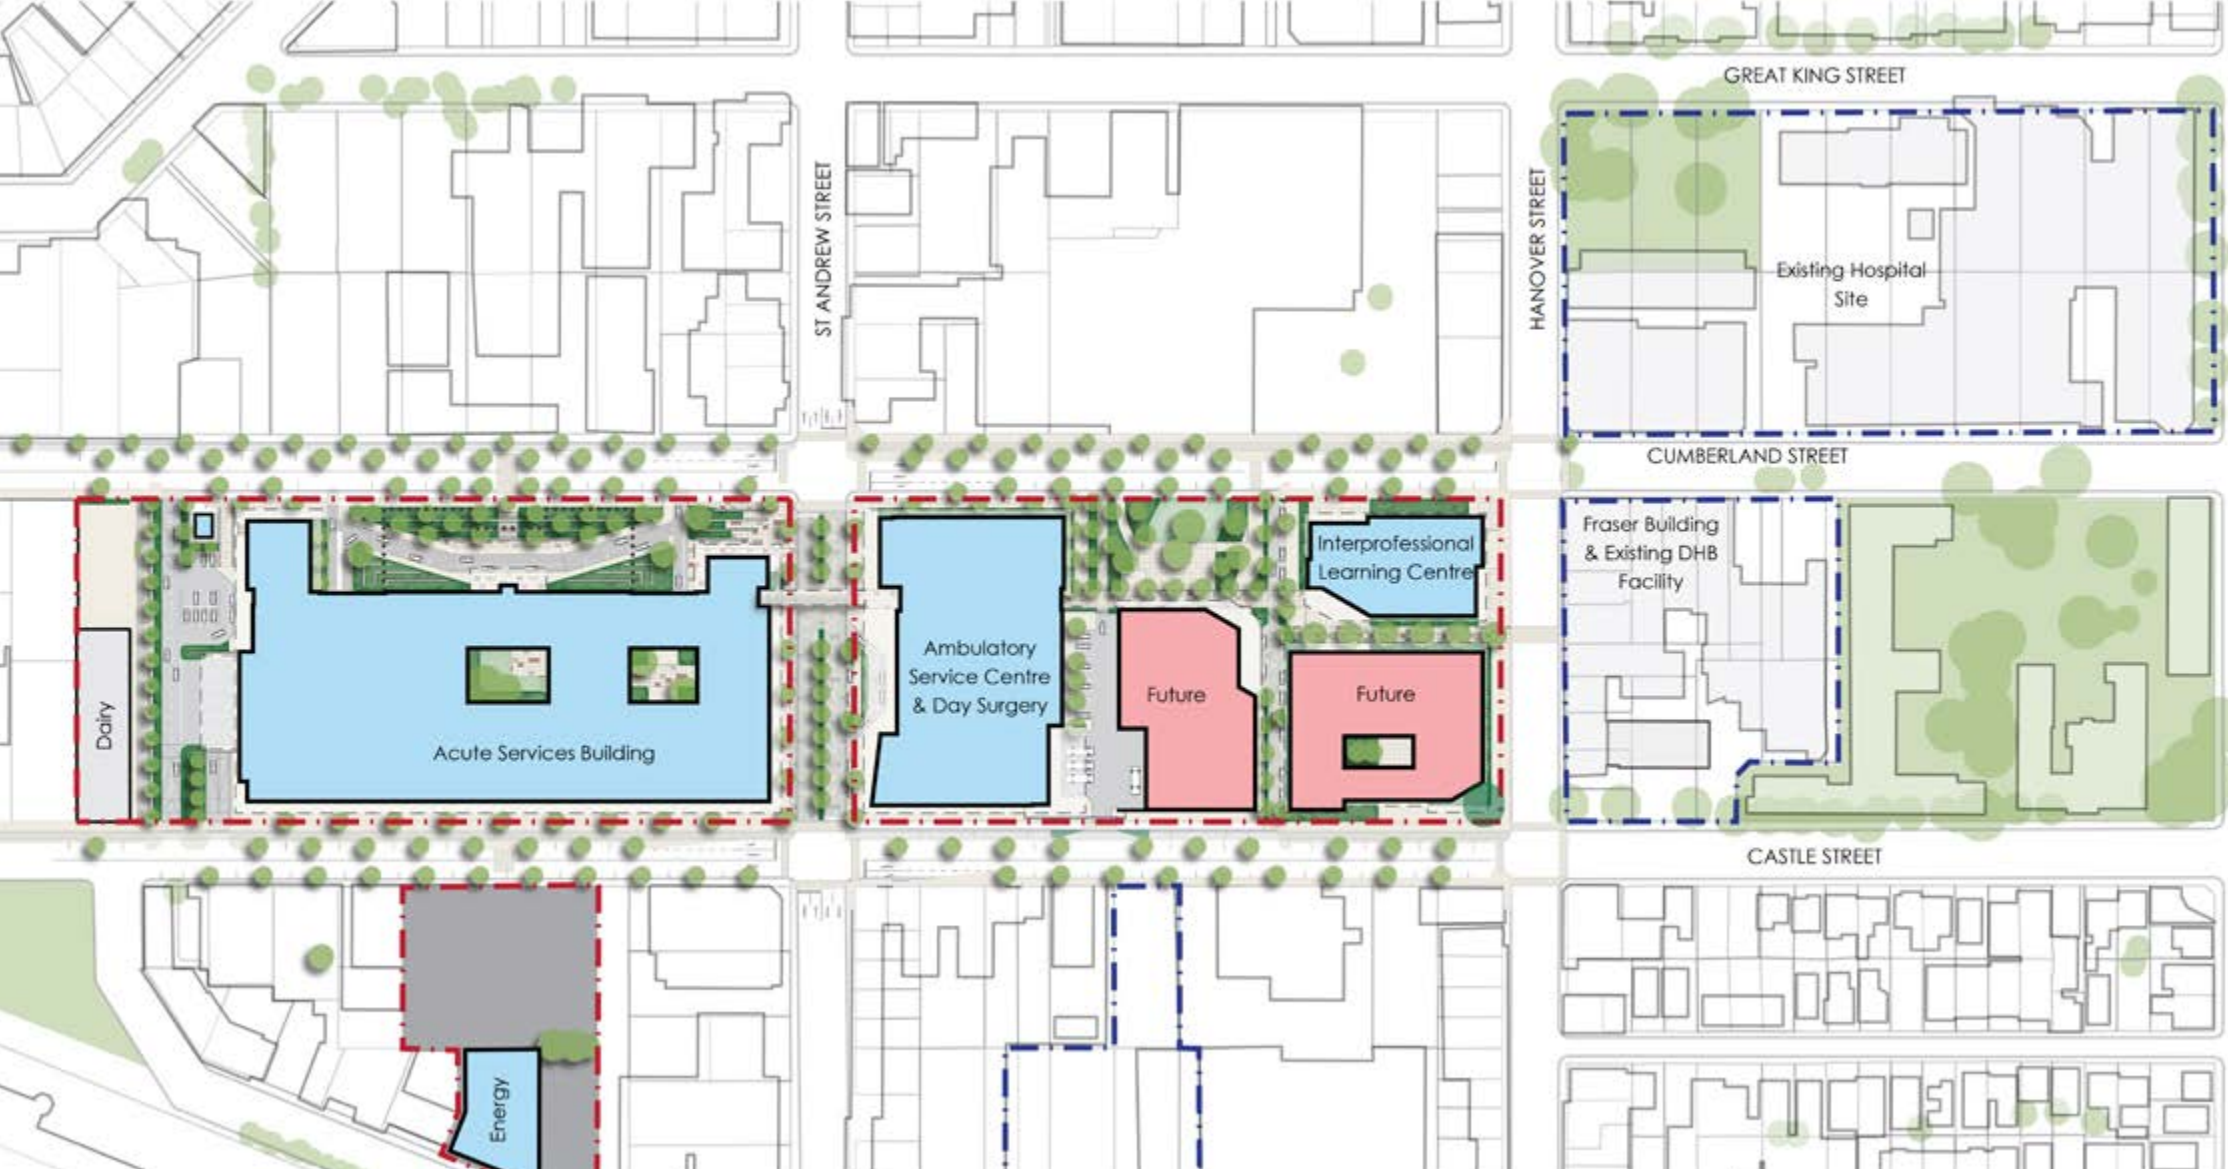 GREAT KING STREET
ST ANDREW STREET
HANOVER STREET
Existing Hospital
Site
CUMBERLAND STREET
Interprofessional
Learning Centre
Fraser Building
& Existing DHB
Facility
Ambulatory
Service Centre
& Day Surgery
Future
Future
Dairy
Acute Services Building
CASTLE STREET
Energy